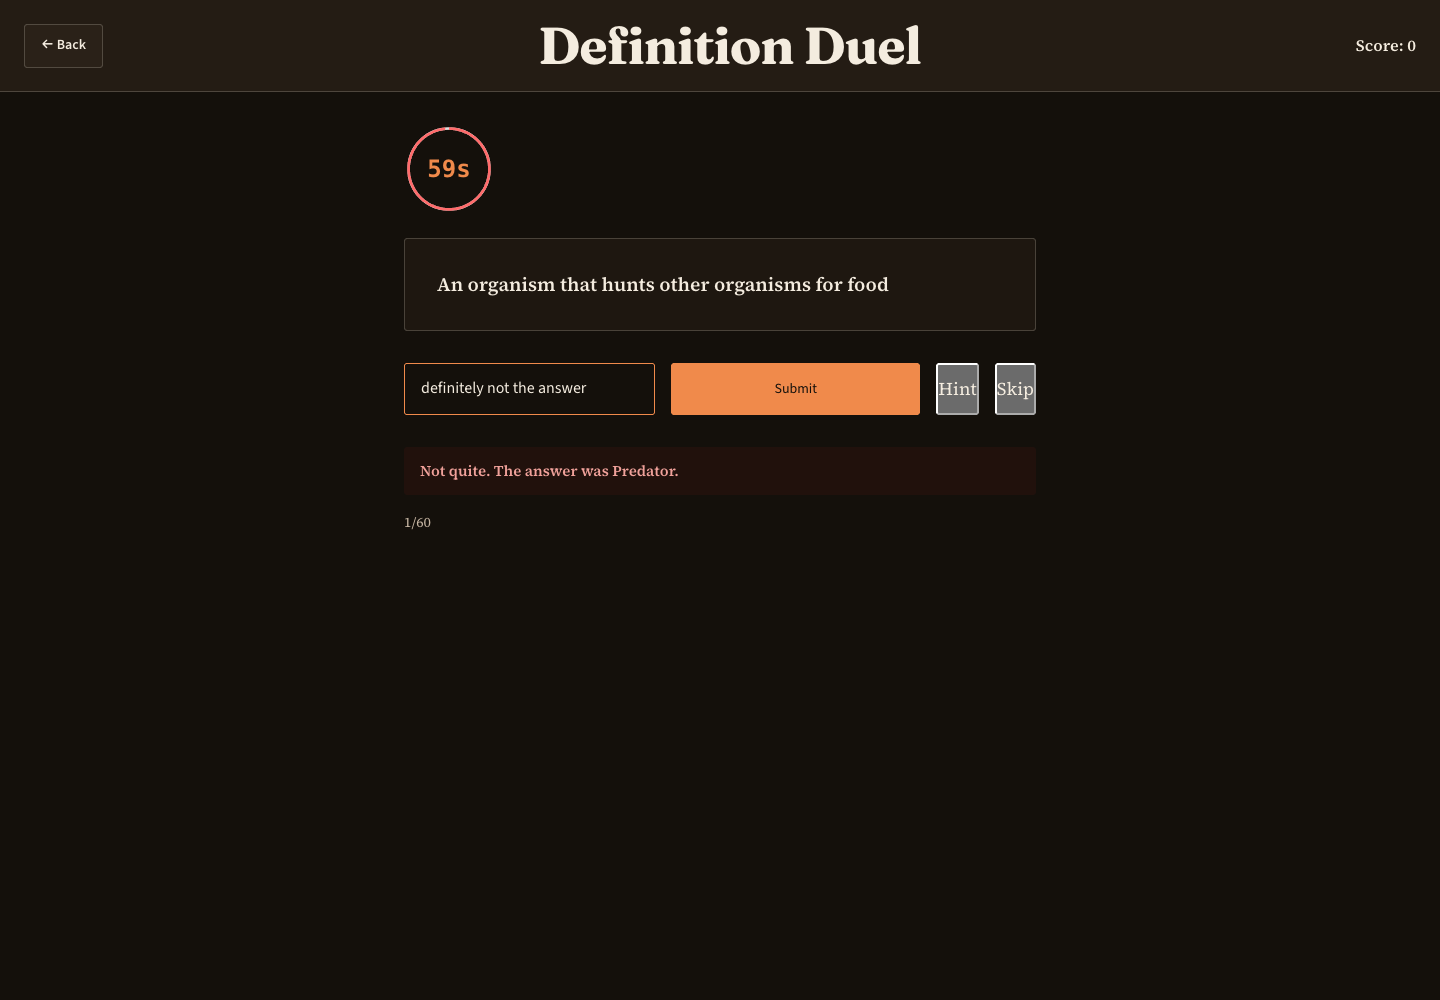 ← Back
Definition Duel
Score: 0
59s
An organism that hunts other organisms for food
definitely not the answer
Submit
Hint
Skip
Not quite. The answer was Predator.
1/60